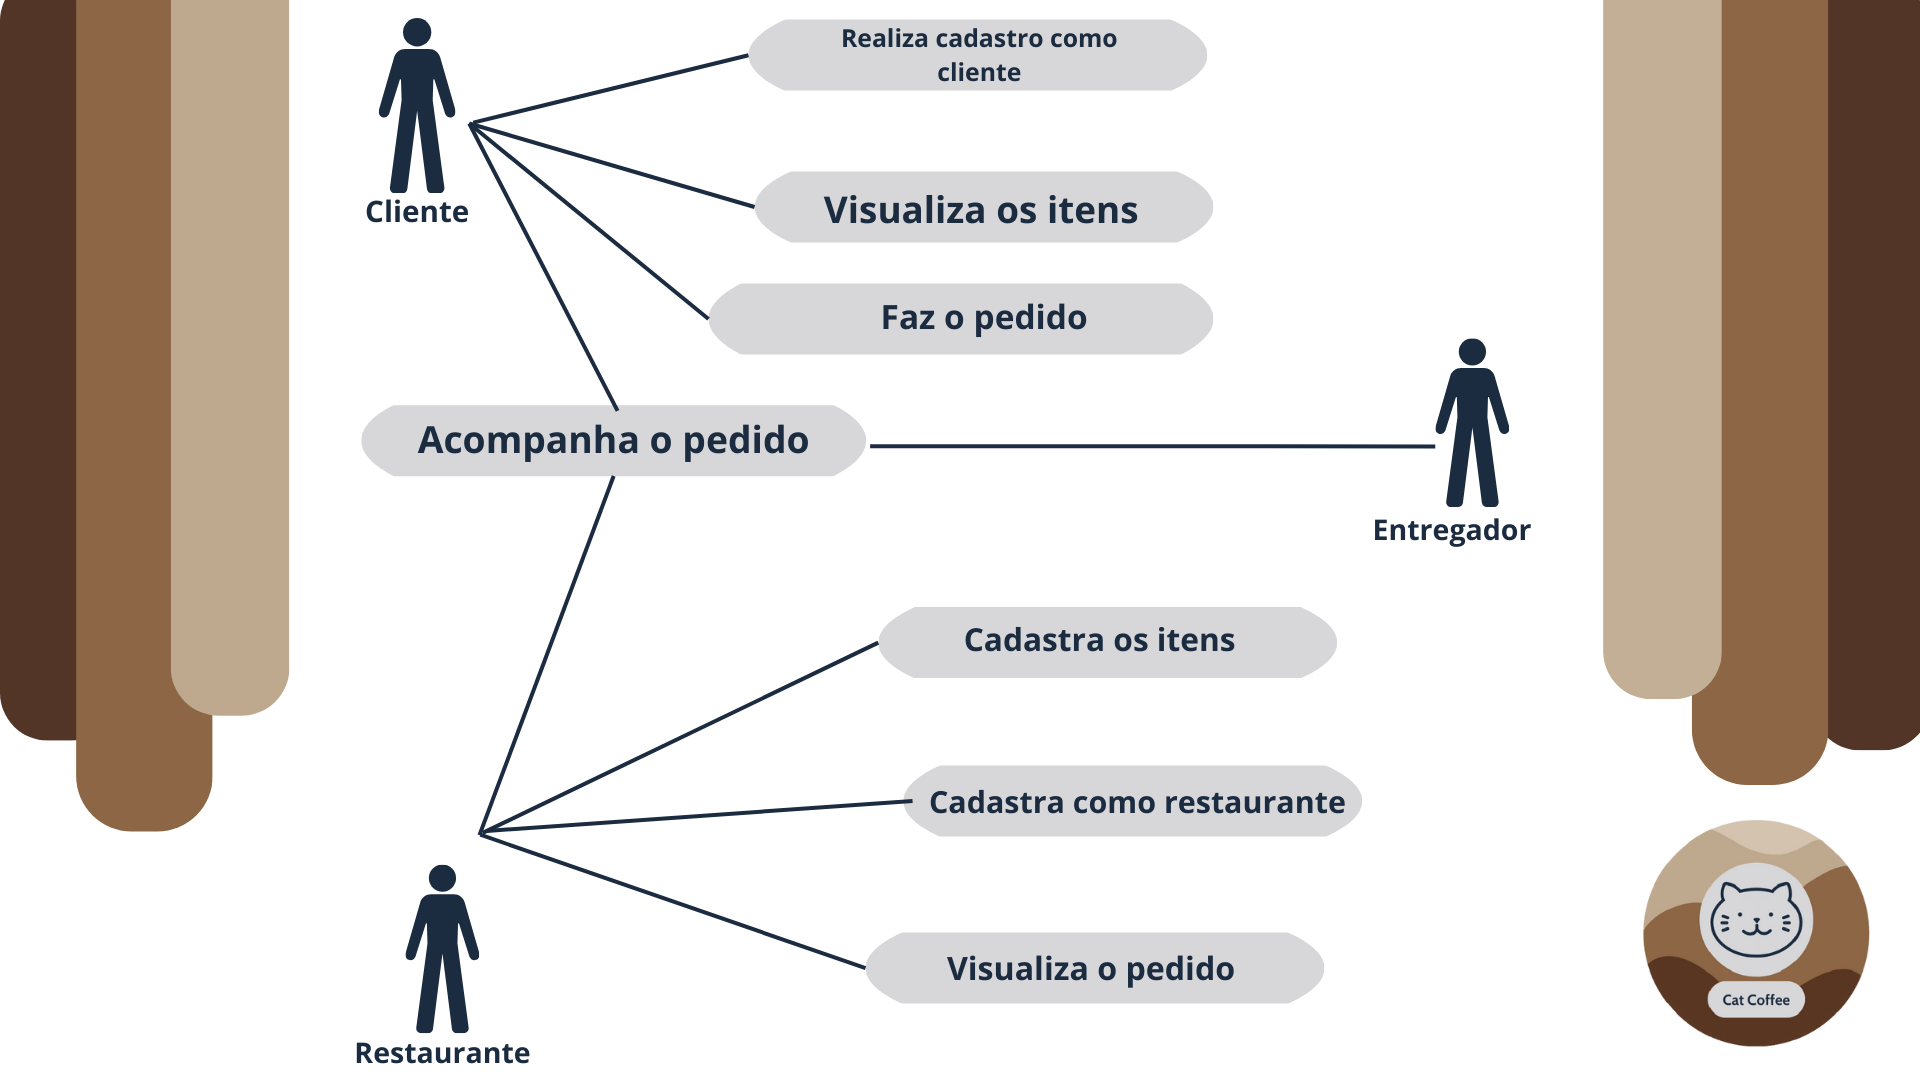 Realiza cadastro como
cliente
Visualiza os itens
Cliente
Faz o pedido
Acompanha o pedido
Entregador
Cadastra os itens
Cadastra como restaurante
Visualiza o pedido
Cat Coffee
Restaurante